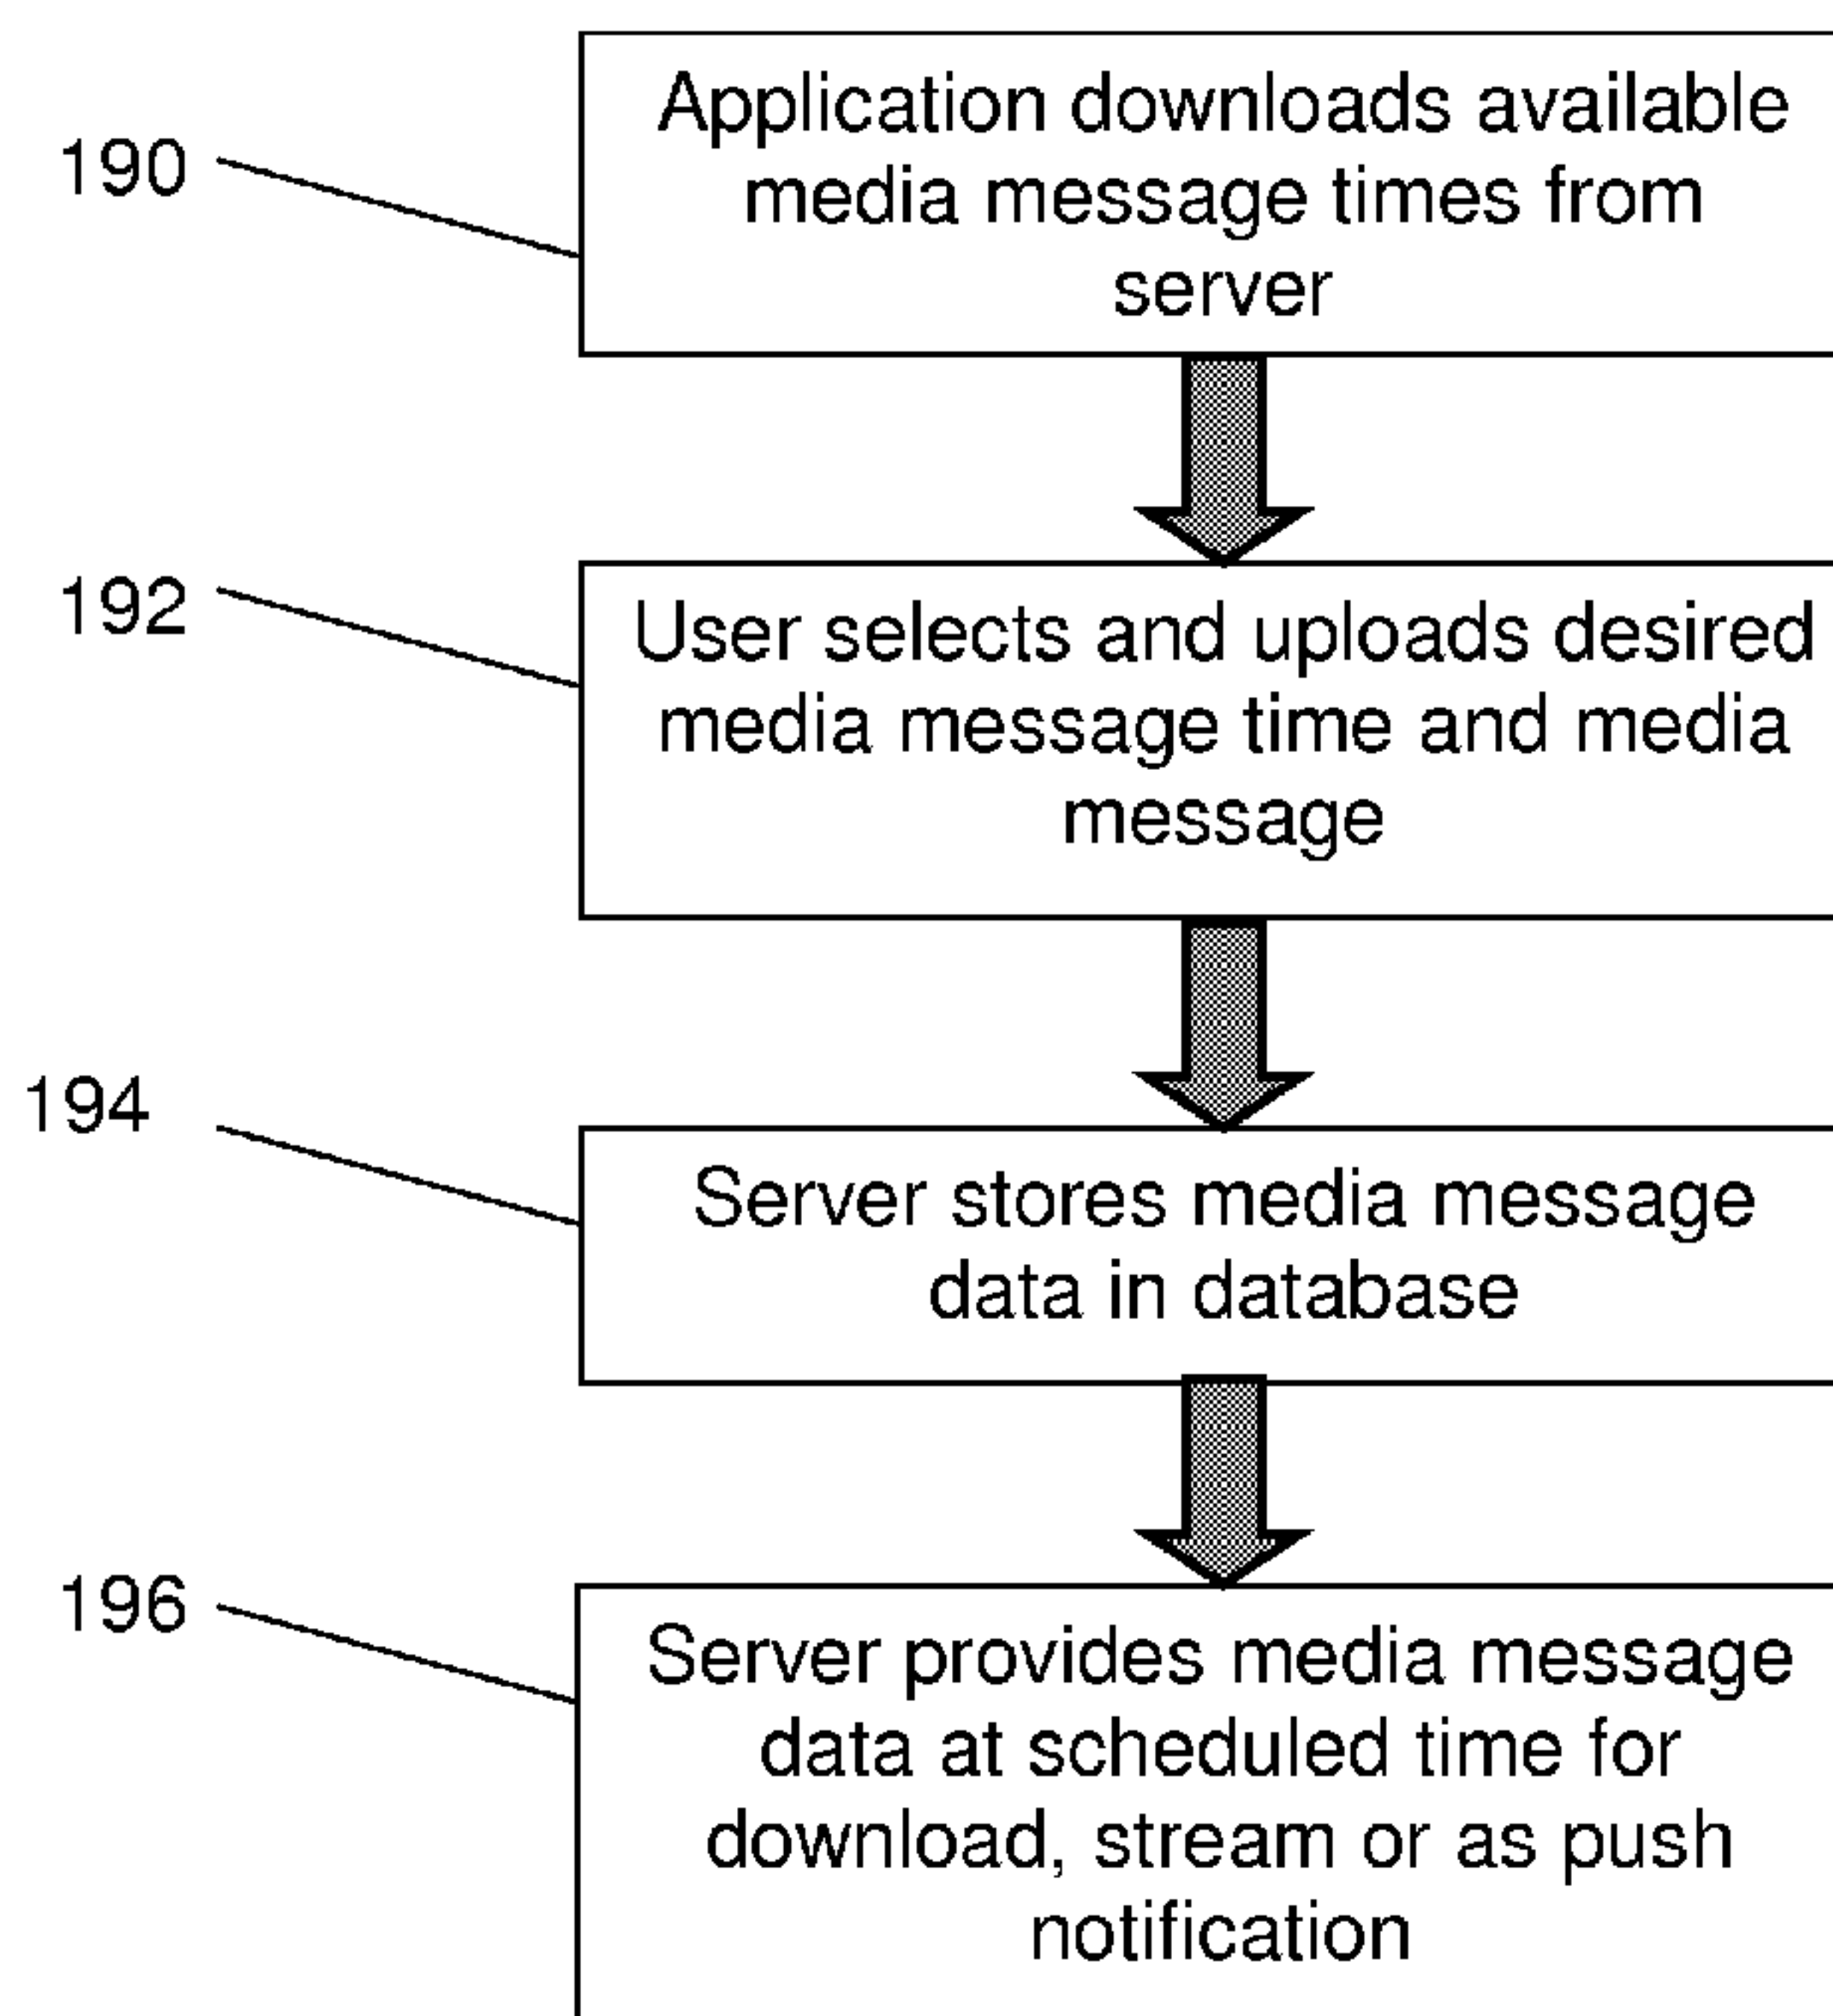 190
Application downloads available
media message times from
server
192
User selects and uploads desired
media message time and media
message
194
Server stores media message
data in database
196
Server provides media message
data at scheduled time for
download, stream or as push
notification